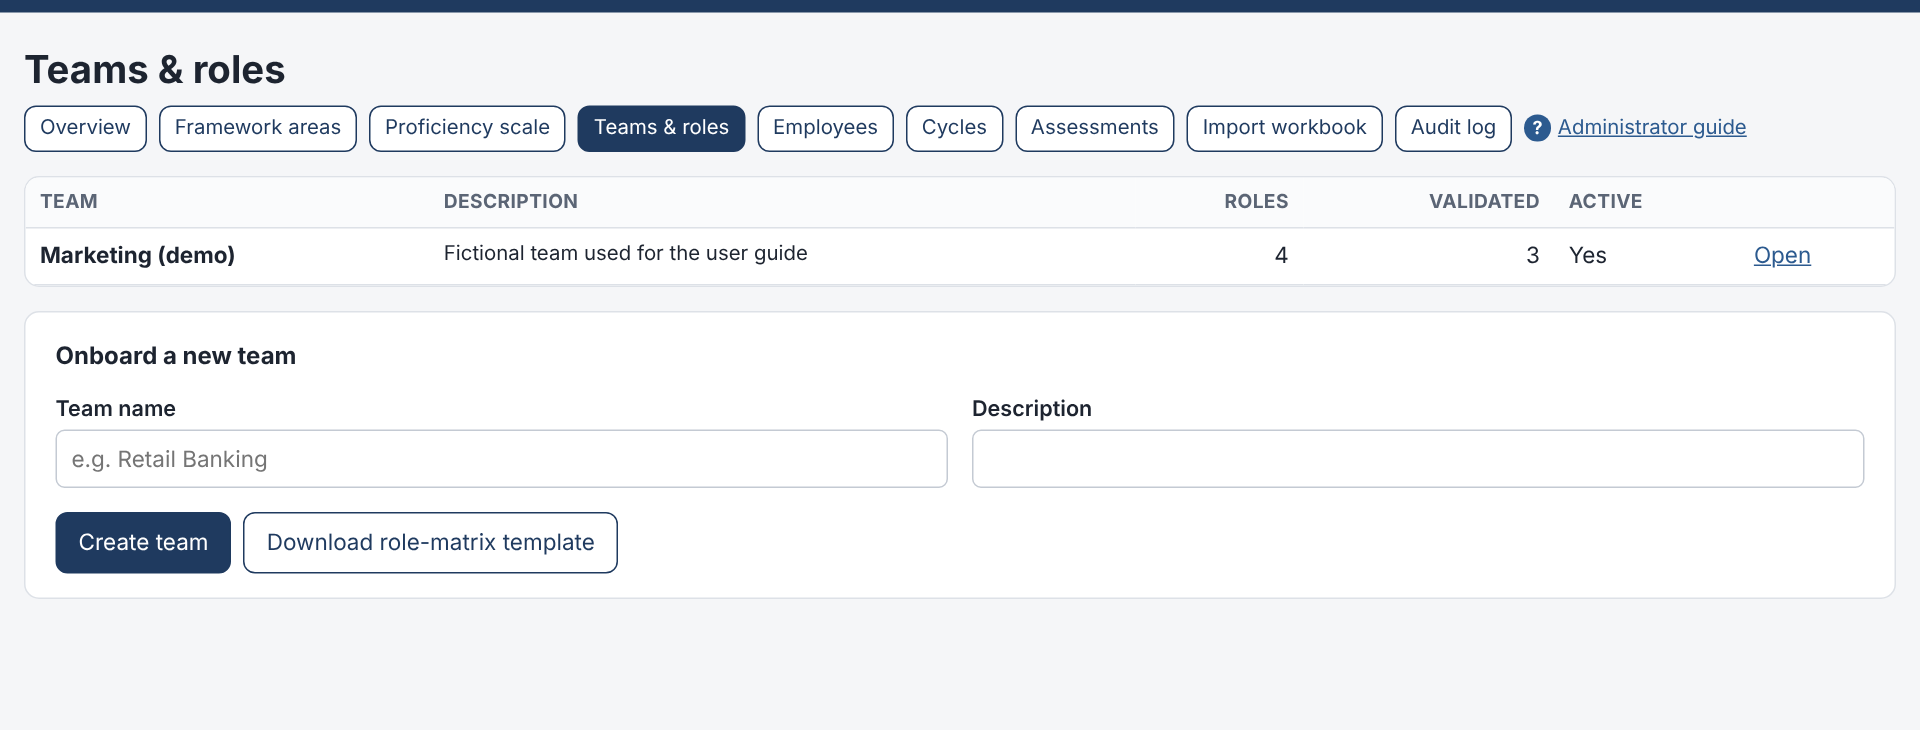 Teams & roles
Overview Framework areas Proficiency scale Teams & roles Employees Cycles Assessments Import workbook Audit log ? Administrator guide
TEAM DESCRIPTION ROLES VALIDATED ACTIVE
Marketing (demo) Fictional team used for the user guide 4 3 Yes Open
Onboard a new team
Team name Description
e.g. Retail Banking
Create team Download role-matrix template